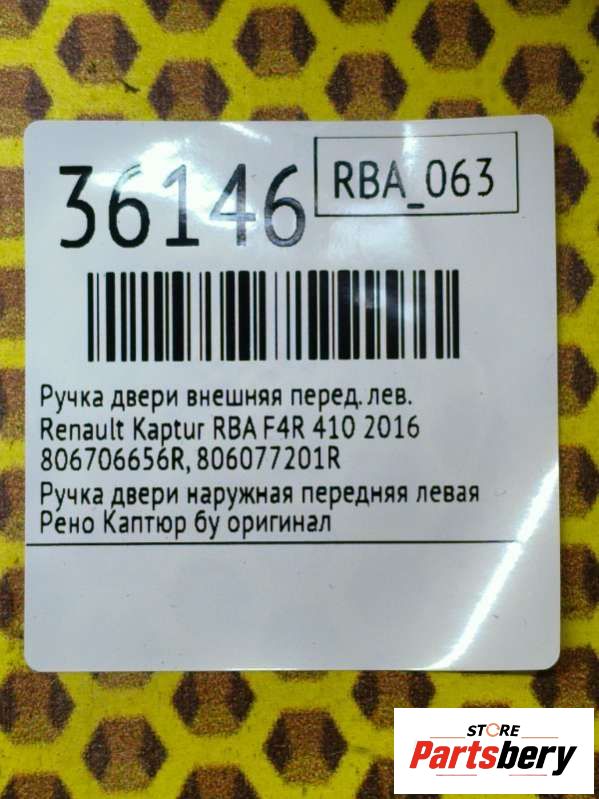 36146
RBA_063
Ручка двери внешняя перед. лев.
Renault Kaptur RBA F4R 410 2016
806706656R, 806077201R
Ручка двери наружная передняя левая
Рено Каптюр бу оригинал
STORE
Partsbery